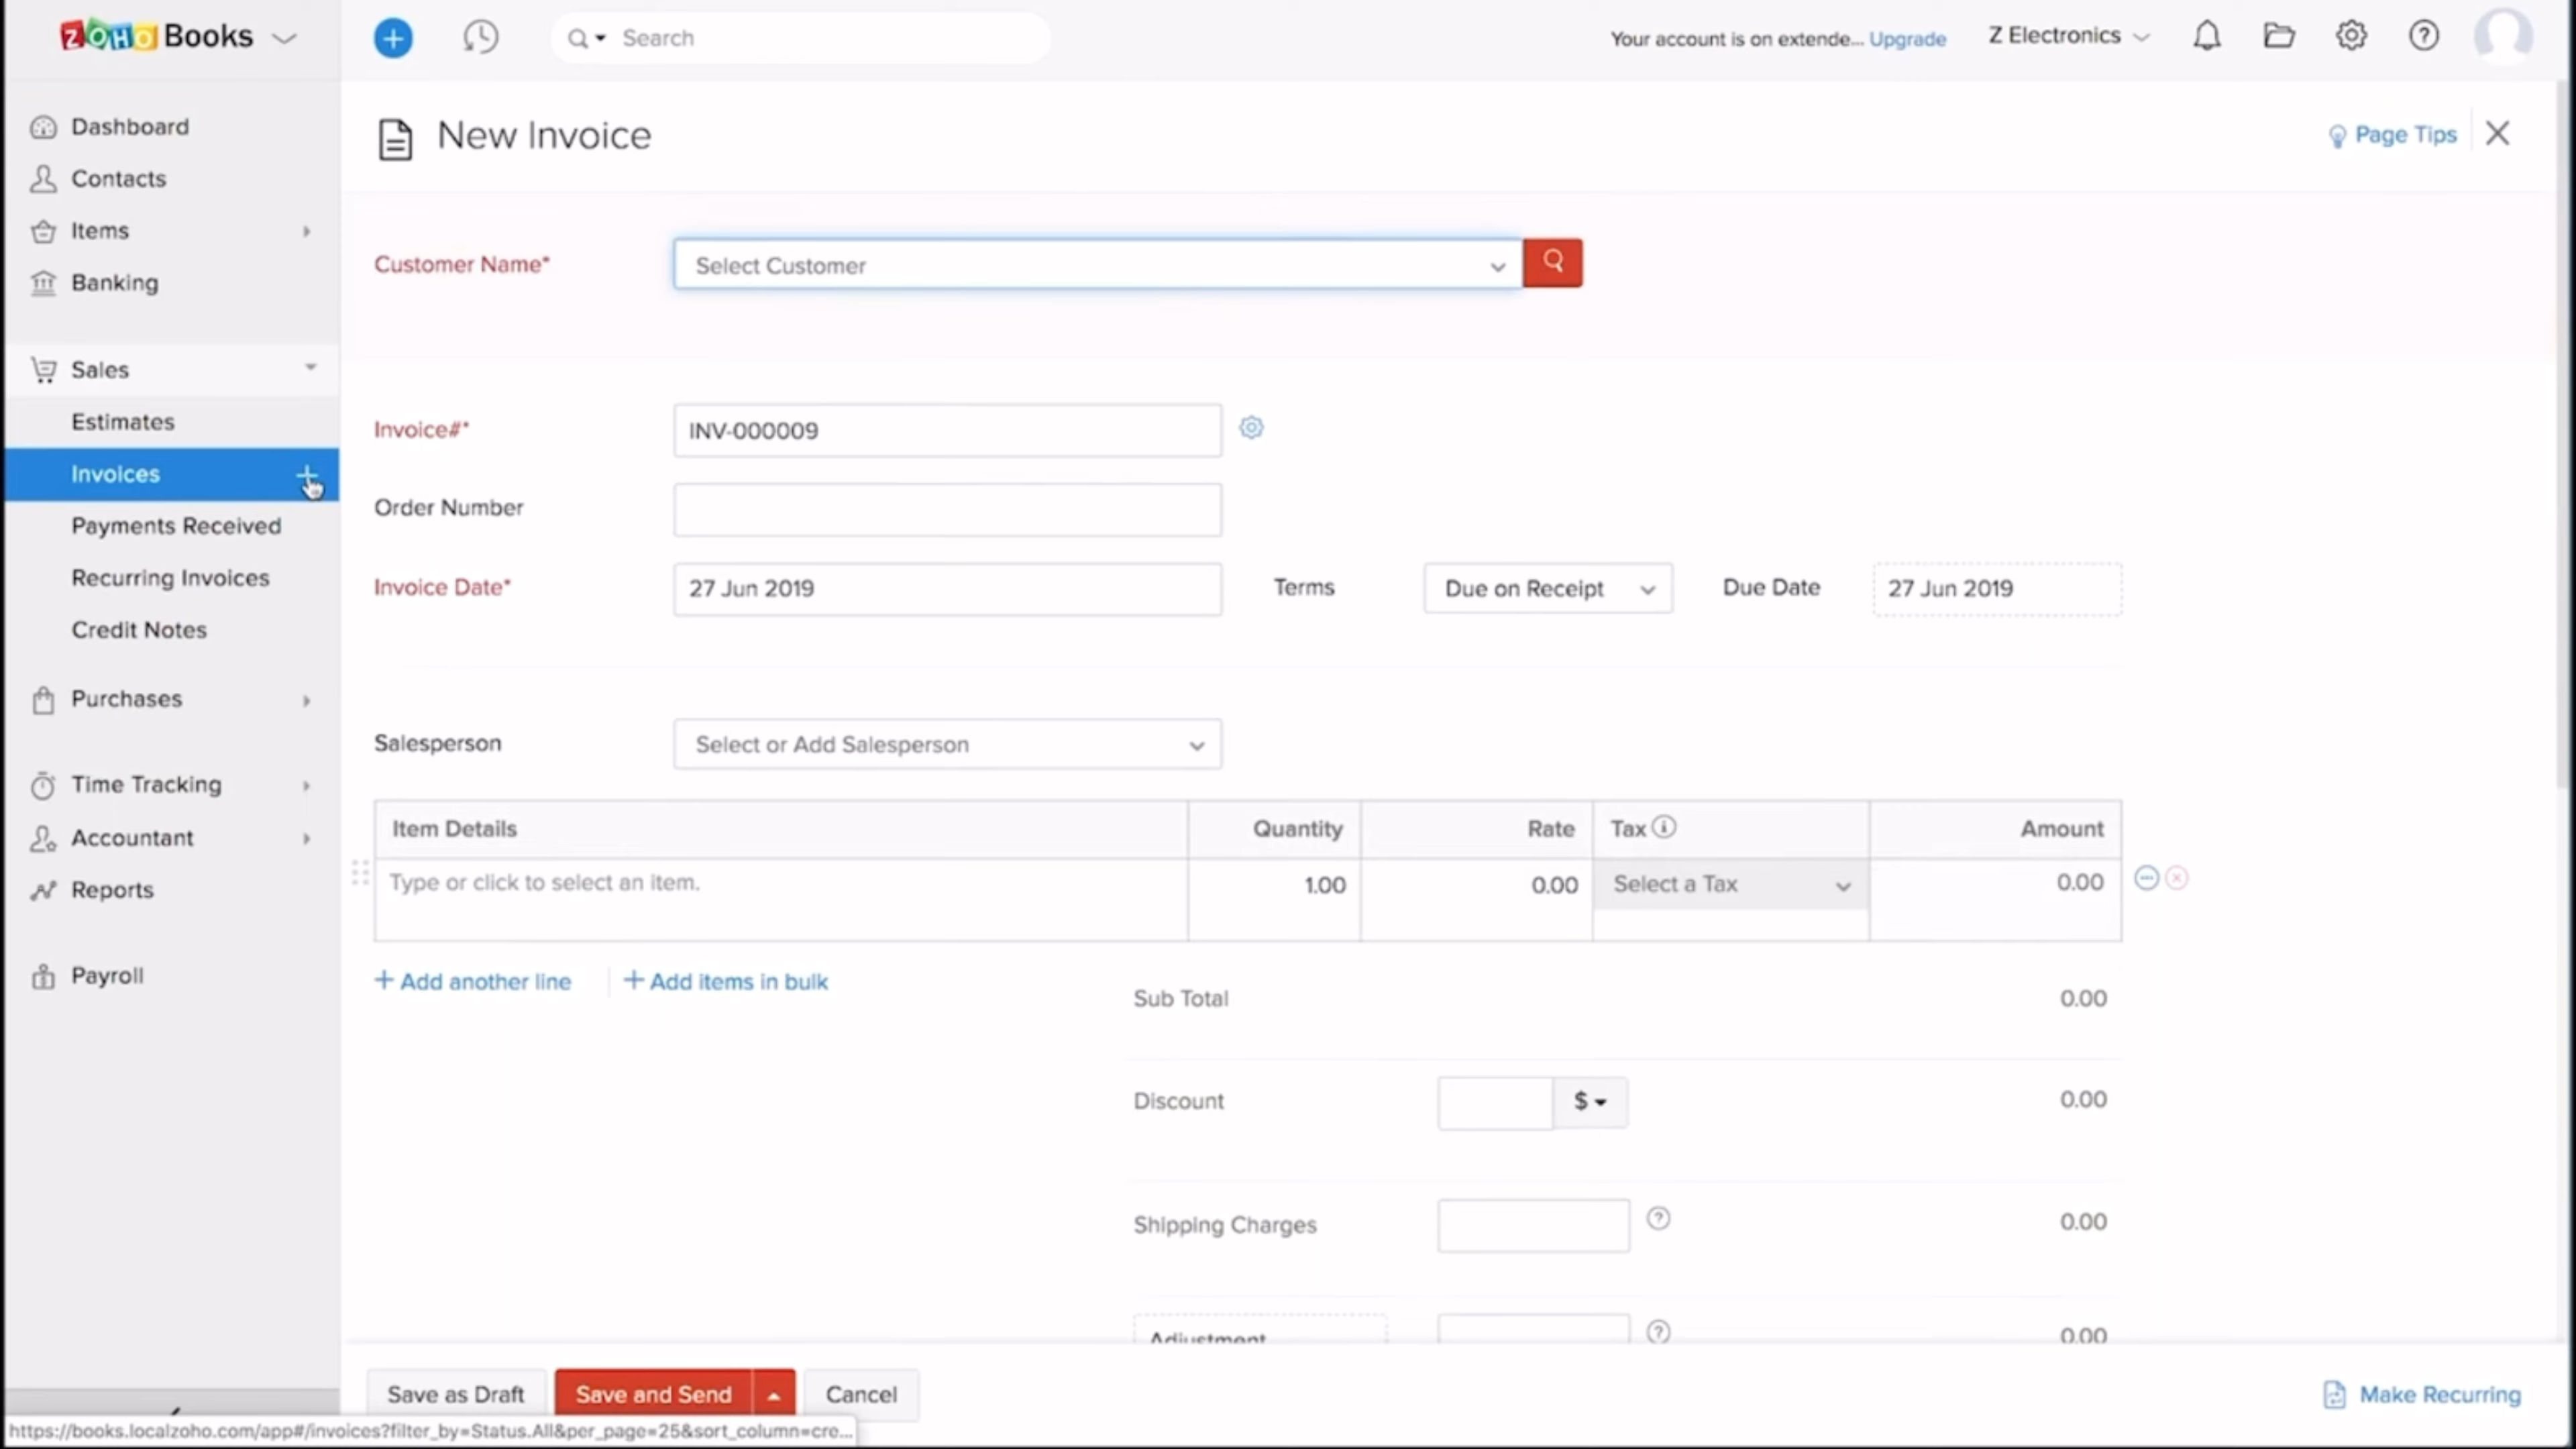 ZOHO Books
Search
Your account is on extende... Upgrade
Z Electronics
Dashboard
Contacts
Items
Banking
Sales
Estimates
Invoices
Payments Received
Recurring Invoices
Credit Notes
Purchases
Time Tracking
Accountant
Reports
Payroll
New Invoice
Page Tips
Customer Name*
Select Customer
Invoice#*
INV-000009
Order Number
Invoice Date*
27 Jun 2019
Terms
Due on Receipt
Due Date
27 Jun 2019
Salesperson
Select or Add Salesperson
Item Details Quantity Rate Tax Amount
Type or click to select an item. 1.00 0.00 Select a Tax 0.00
+ Add another line + Add items in bulk
Sub Total 0.00
Discount $ 0.00
Shipping Charges 0.00
Adjustment 0.00
Save as Draft Save and Send Cancel
Make Recurring
https://books.localzoho.com/app#/invoices?filter_by=Status.All&per_page=25&sort_column=cre...